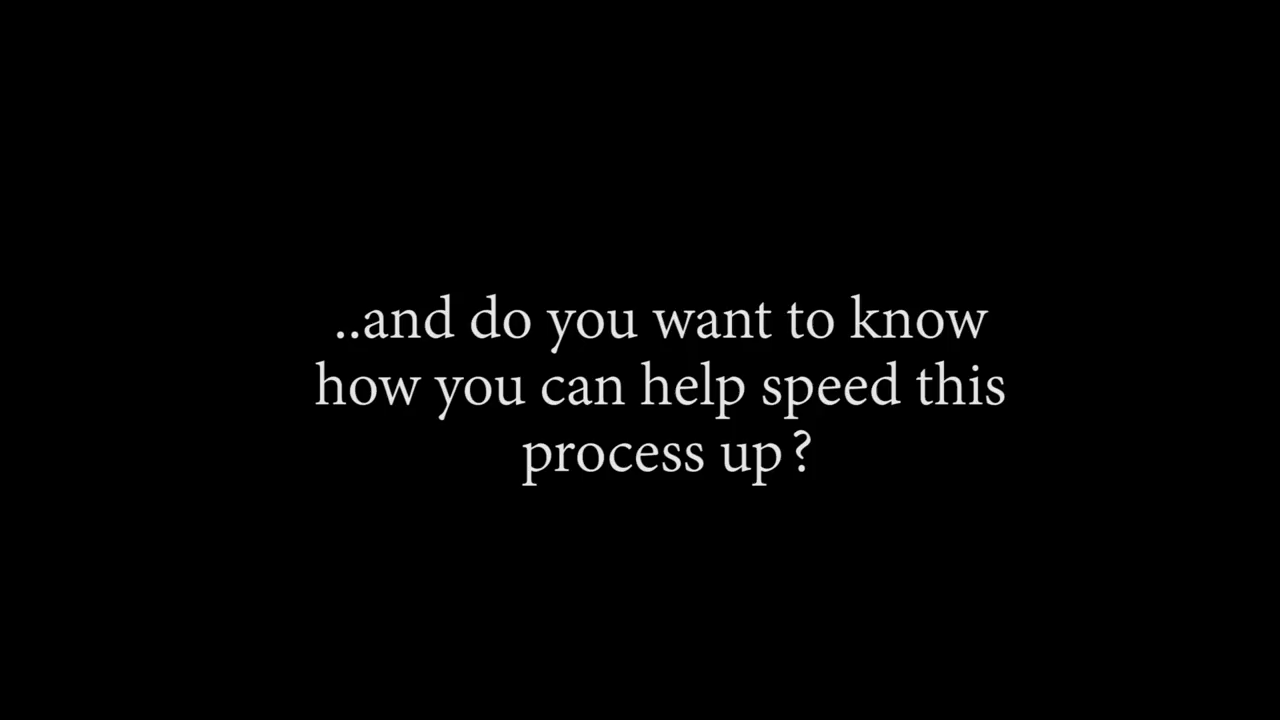 ..and do you want to know
how you can help speed this
process up?